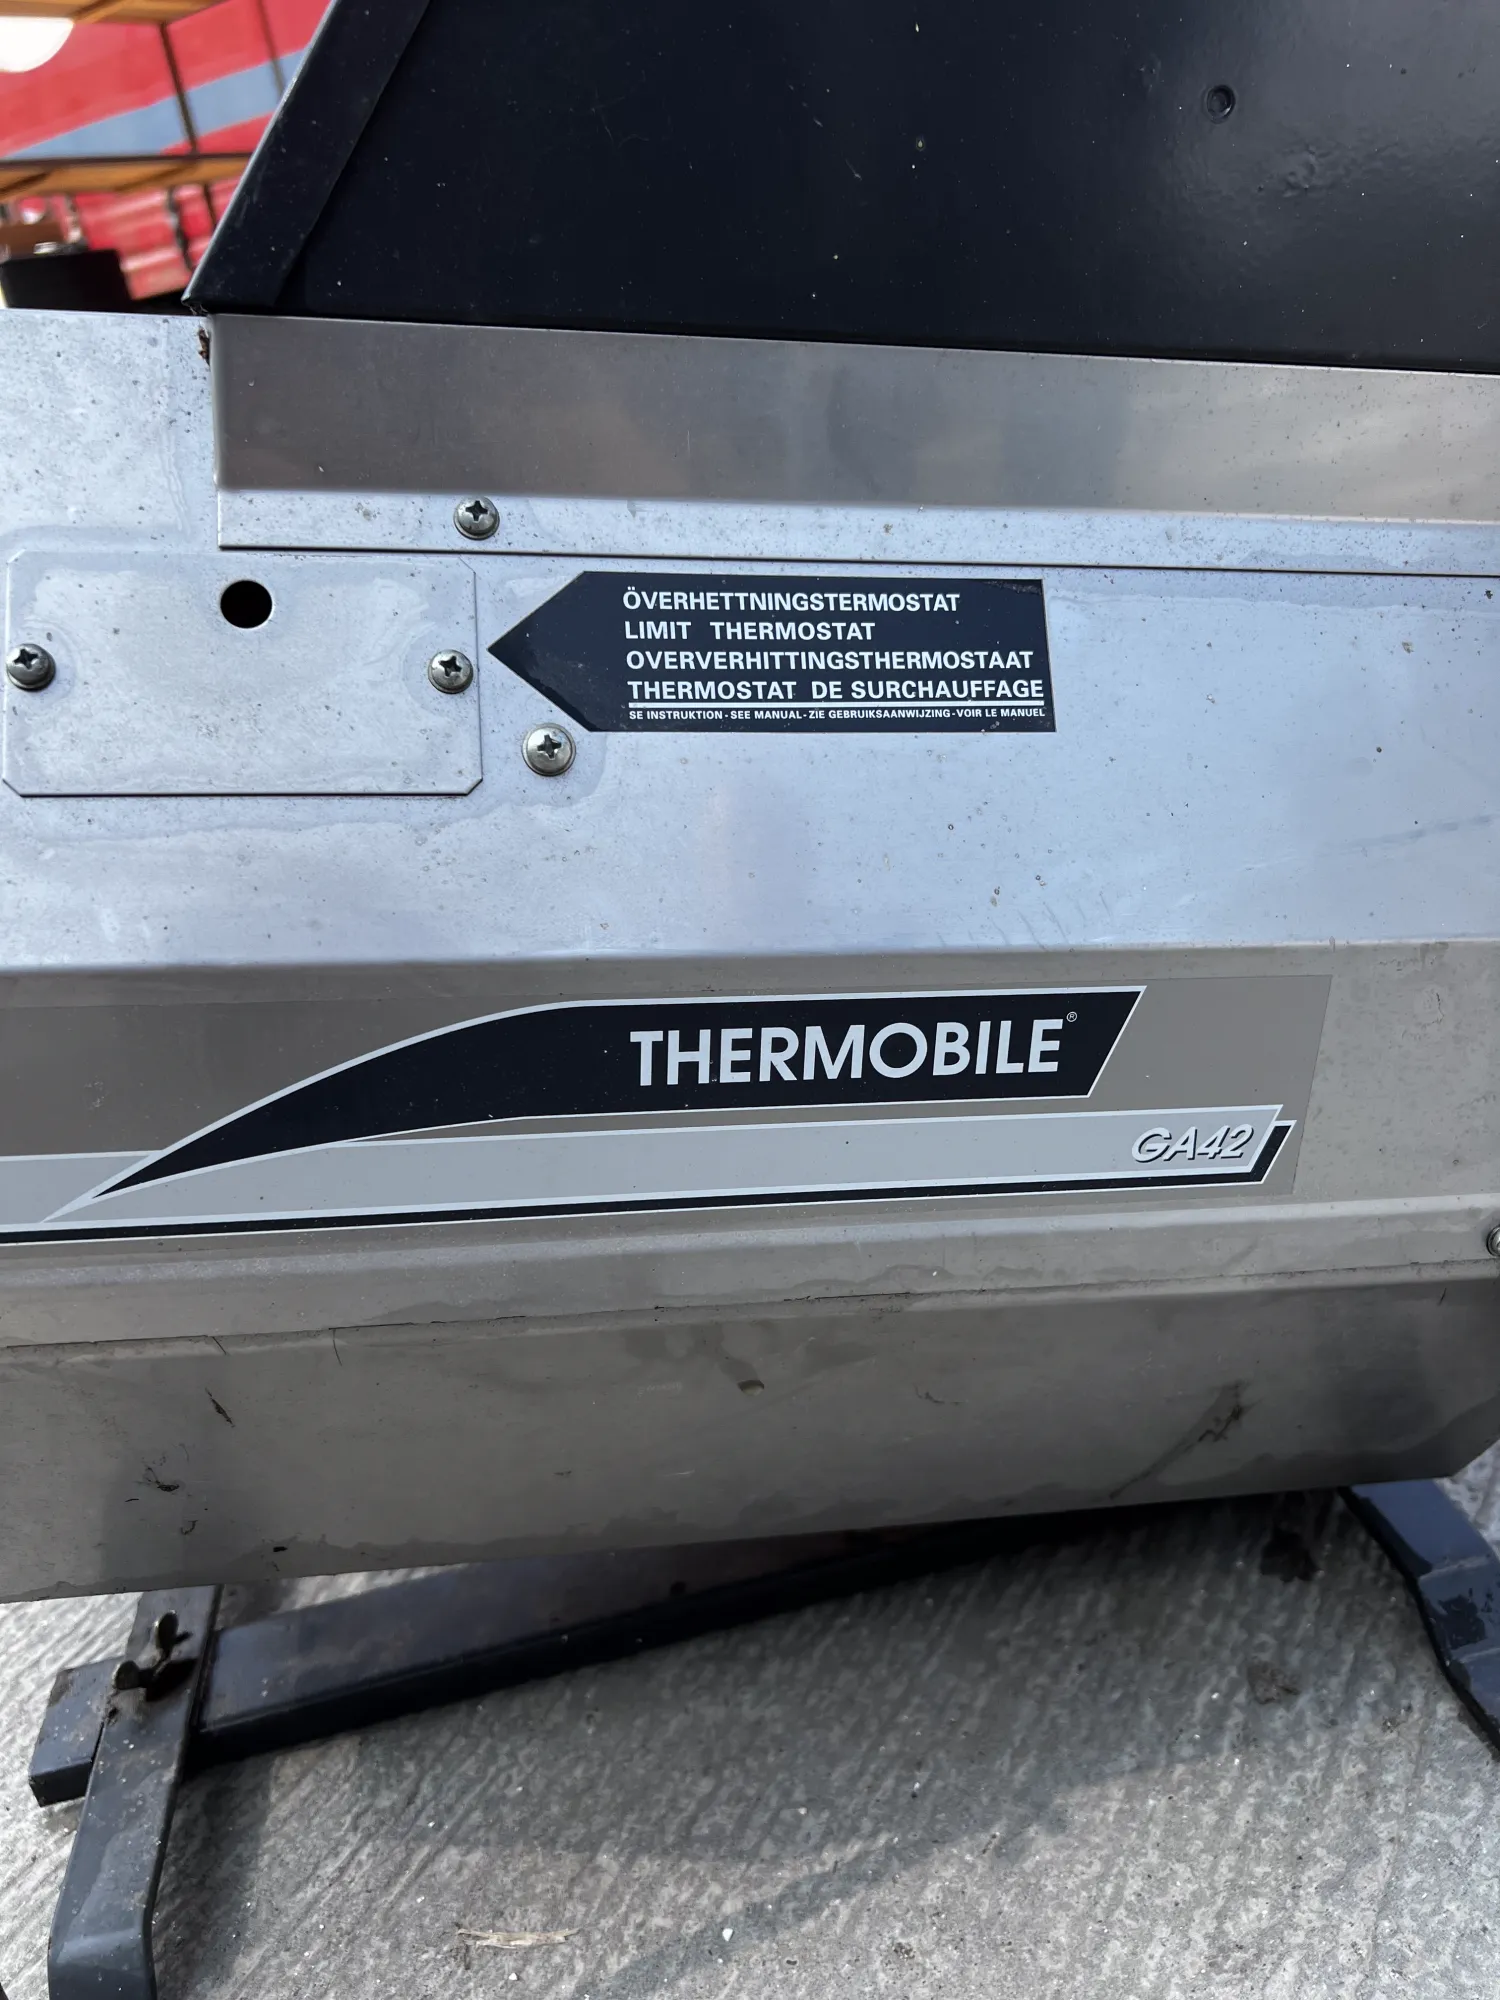 ÖVERHETTNINGSTERMOSTAT
LIMIT THERMOSTAT
OVERVERHITTINGSTHERMOSTAAT
THERMOSTAT DE SURCHAUFFAGE
SE INSTRUKTION - SEE MANUAL - ZIE GEBRUIKSAANWIJZING - VOIR LE MANUEL
THERMOBILE®
GA42